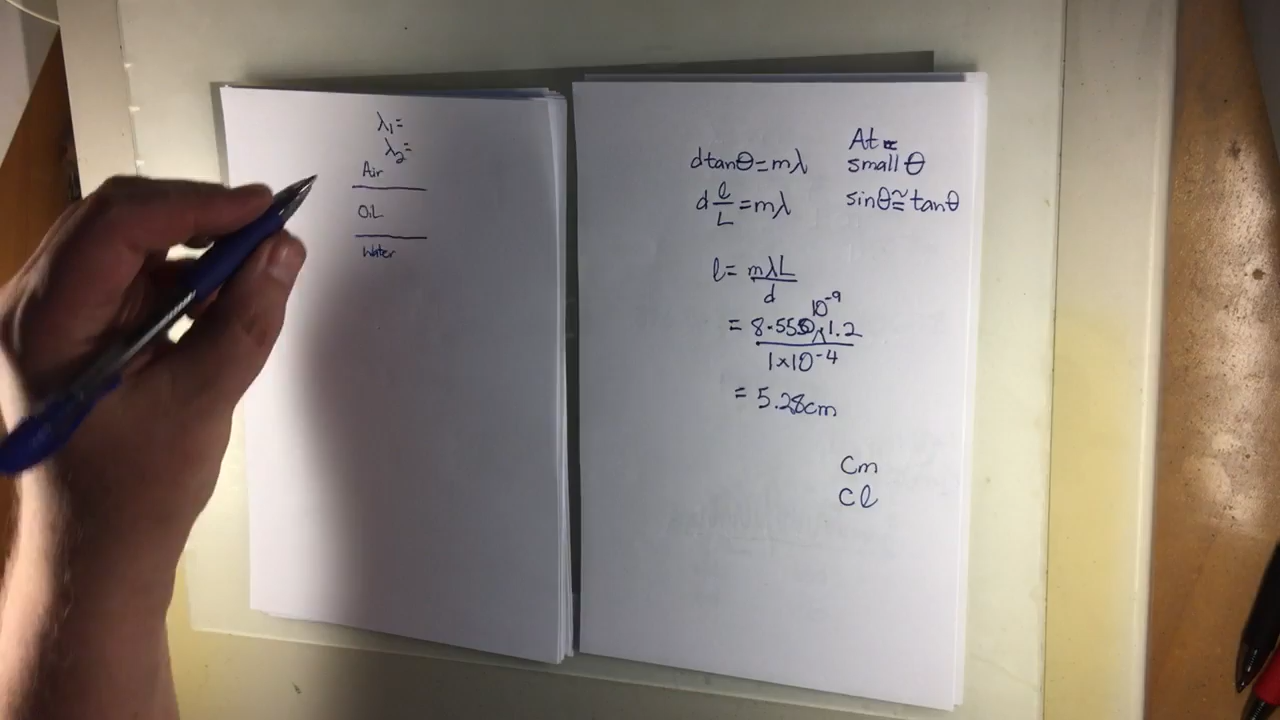 λ₁=
λ₂=
Air
OiL
Water
dtanθ=mλ
d l/L=mλ
l= mλL/d
= 8·550 10⁻⁹ 1.2 / 1×10⁻⁴
= 5.28cm
At
small θ
sinθ≈tanθ
Cm
Cl